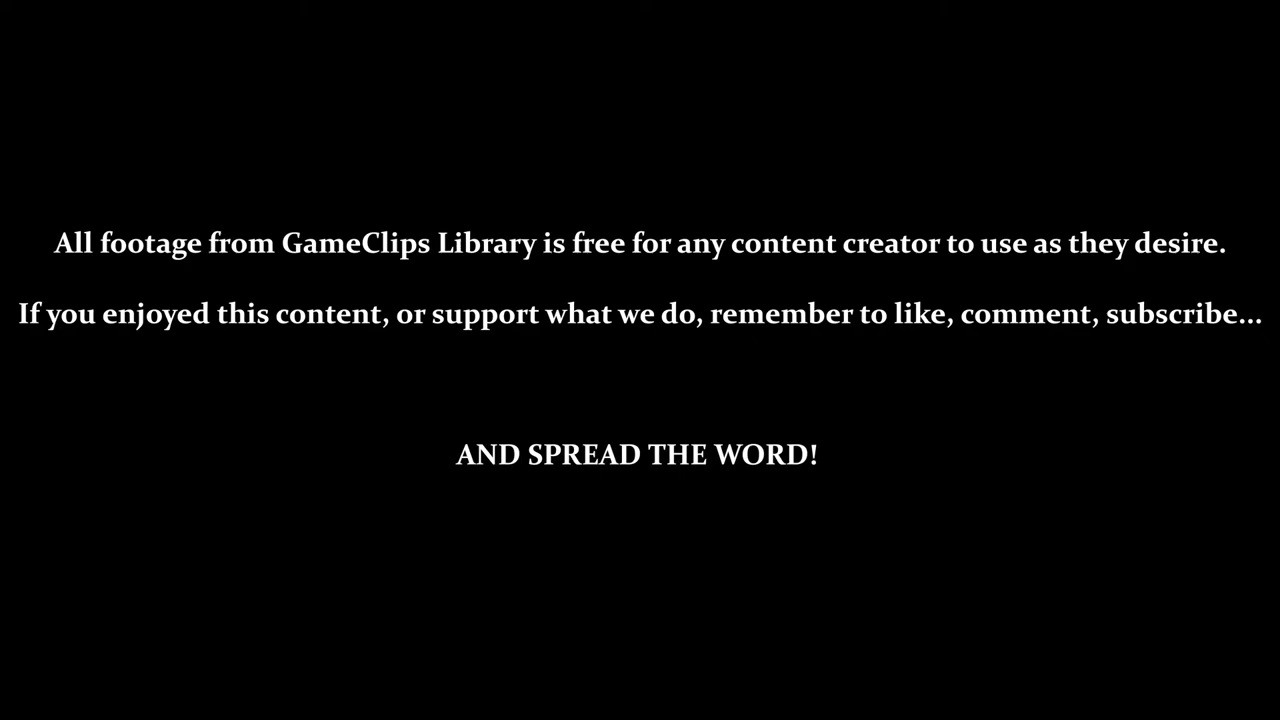 All footage from GameClips Library is free for any content creator to use as they desire.
If you enjoyed this content, or support what we do, remember to like, comment, subscribe...
AND SPREAD THE WORD!